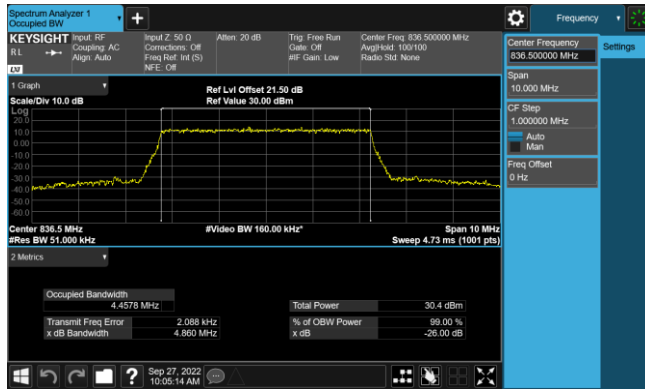 Spectrum Analyzer 1
Occupied BW
+
Frequency
KEYSIGHT
R L
LXI
Input: RF
Coupling: AC
Align: Auto
Input Z: 50 Ω
Corrections: Off
Freq Ref: Int (S)
NFE: Off
Atten: 20 dB
Trig: Free Run
Gate: Off
#IF Gain: Low
Center Freq: 836.500000 MHz
Avg|Hold: 100/100
Radio Std: None
Center Frequency
836.500000 MHz
Settings
Span
10.000 MHz
CF Step
1.000000 MHz
Auto
Man
Freq Offset
0 Hz
1 Graph
Scale/Div 10.0 dB
Ref Lvl Offset 21.50 dB
Ref Value 30.00 dBm
Log
20.0
10.0
0.00
-10.0
-20.0
-30.0
-40.0
-50.0
-60.0
Center 836.5 MHz
#Res BW 51.000 kHz
#Video BW 160.00 kHz*
Span 10 MHz
Sweep 4.73 ms (1001 pts)
2 Metrics
Occupied Bandwidth
4.4578 MHz
Total Power 30.4 dBm
Transmit Freq Error 2.088 kHz
% of OBW Power 99.00 %
x dB Bandwidth 4.860 MHz
x dB -26.00 dB
?
Sep 27, 2022
10:05:14 AM